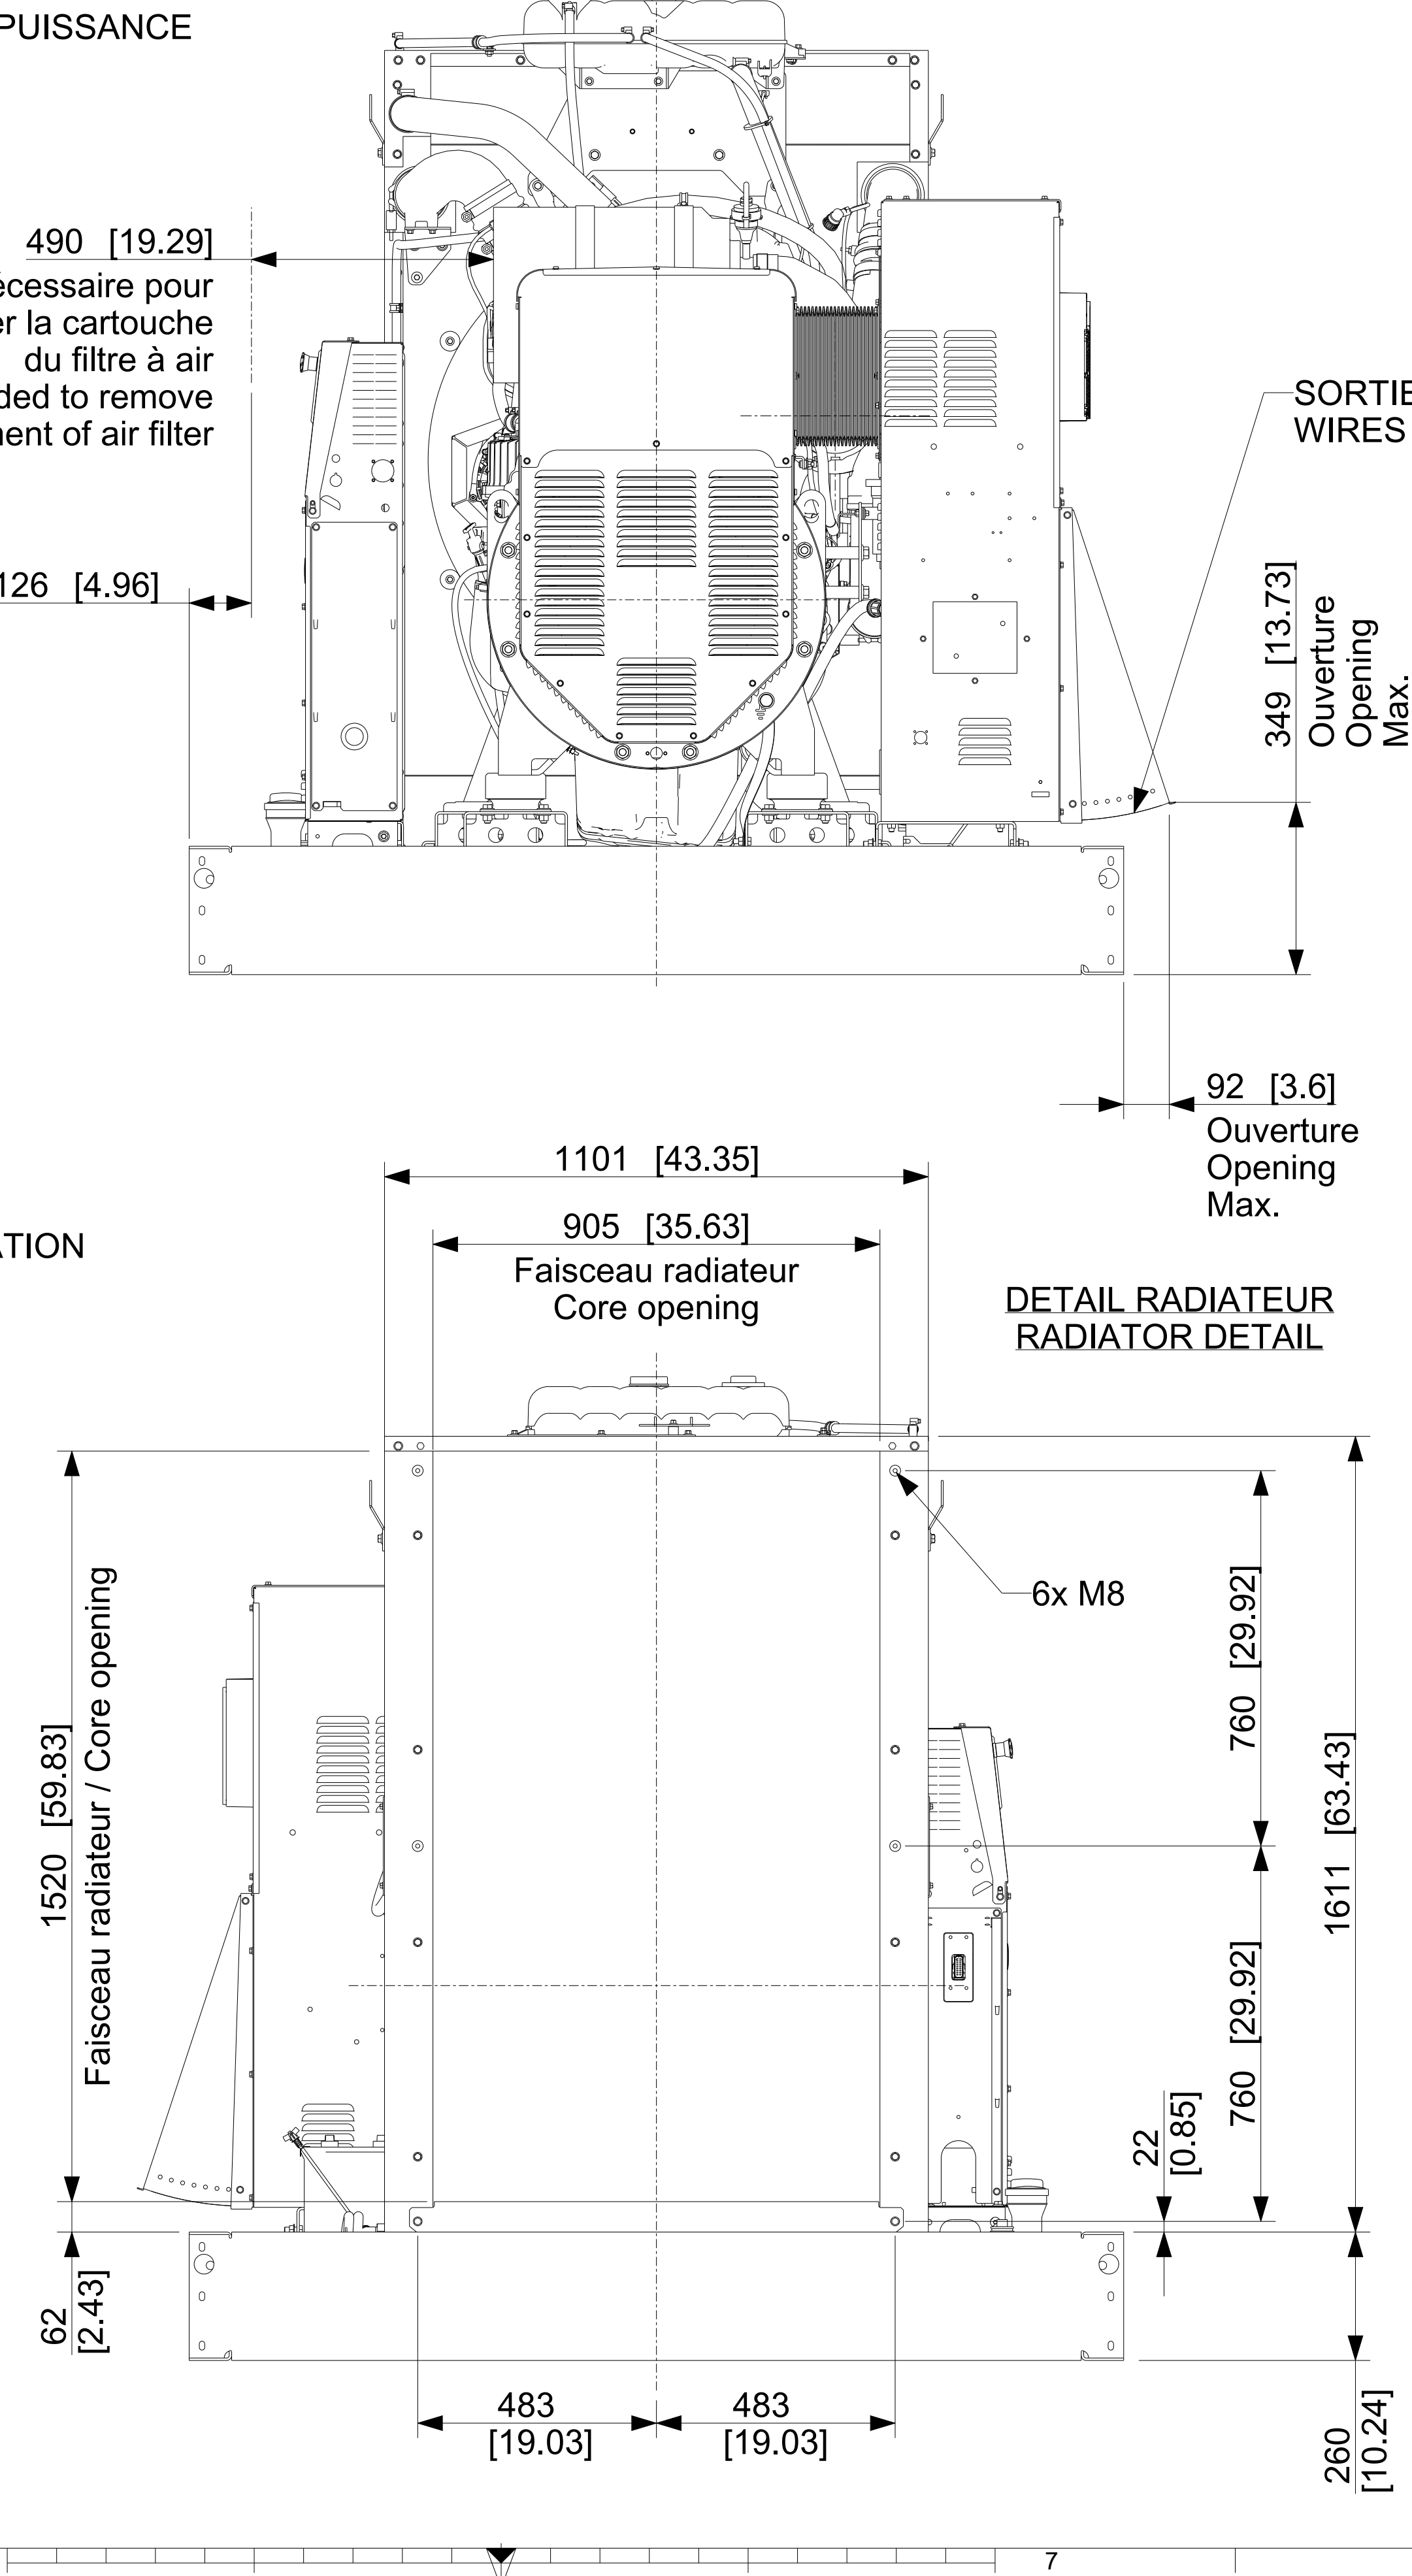 PUISSANCE
490 [19.29]
cessaire pour
er la cartouche
du filtre à air
ded to remove
ment of air filter
126 [4.96]
SORTIE
WIRES
349 [13.73]
Ouverture
Opening
Max.
92 [3.6]
Ouverture
Opening
Max.
1101 [43.35]
905 [35.63]
Faisceau radiateur
Core opening
ATION
DETAIL RADIATEUR
RADIATOR DETAIL
6x M8
1520 [59.83]
Faisceau radiateur / Core opening
760 [29.92]
1611 [63.43]
760 [29.92]
22
[0.85]
62
[2.43]
483
[19.03]
483
[19.03]
260
[10.24]
7